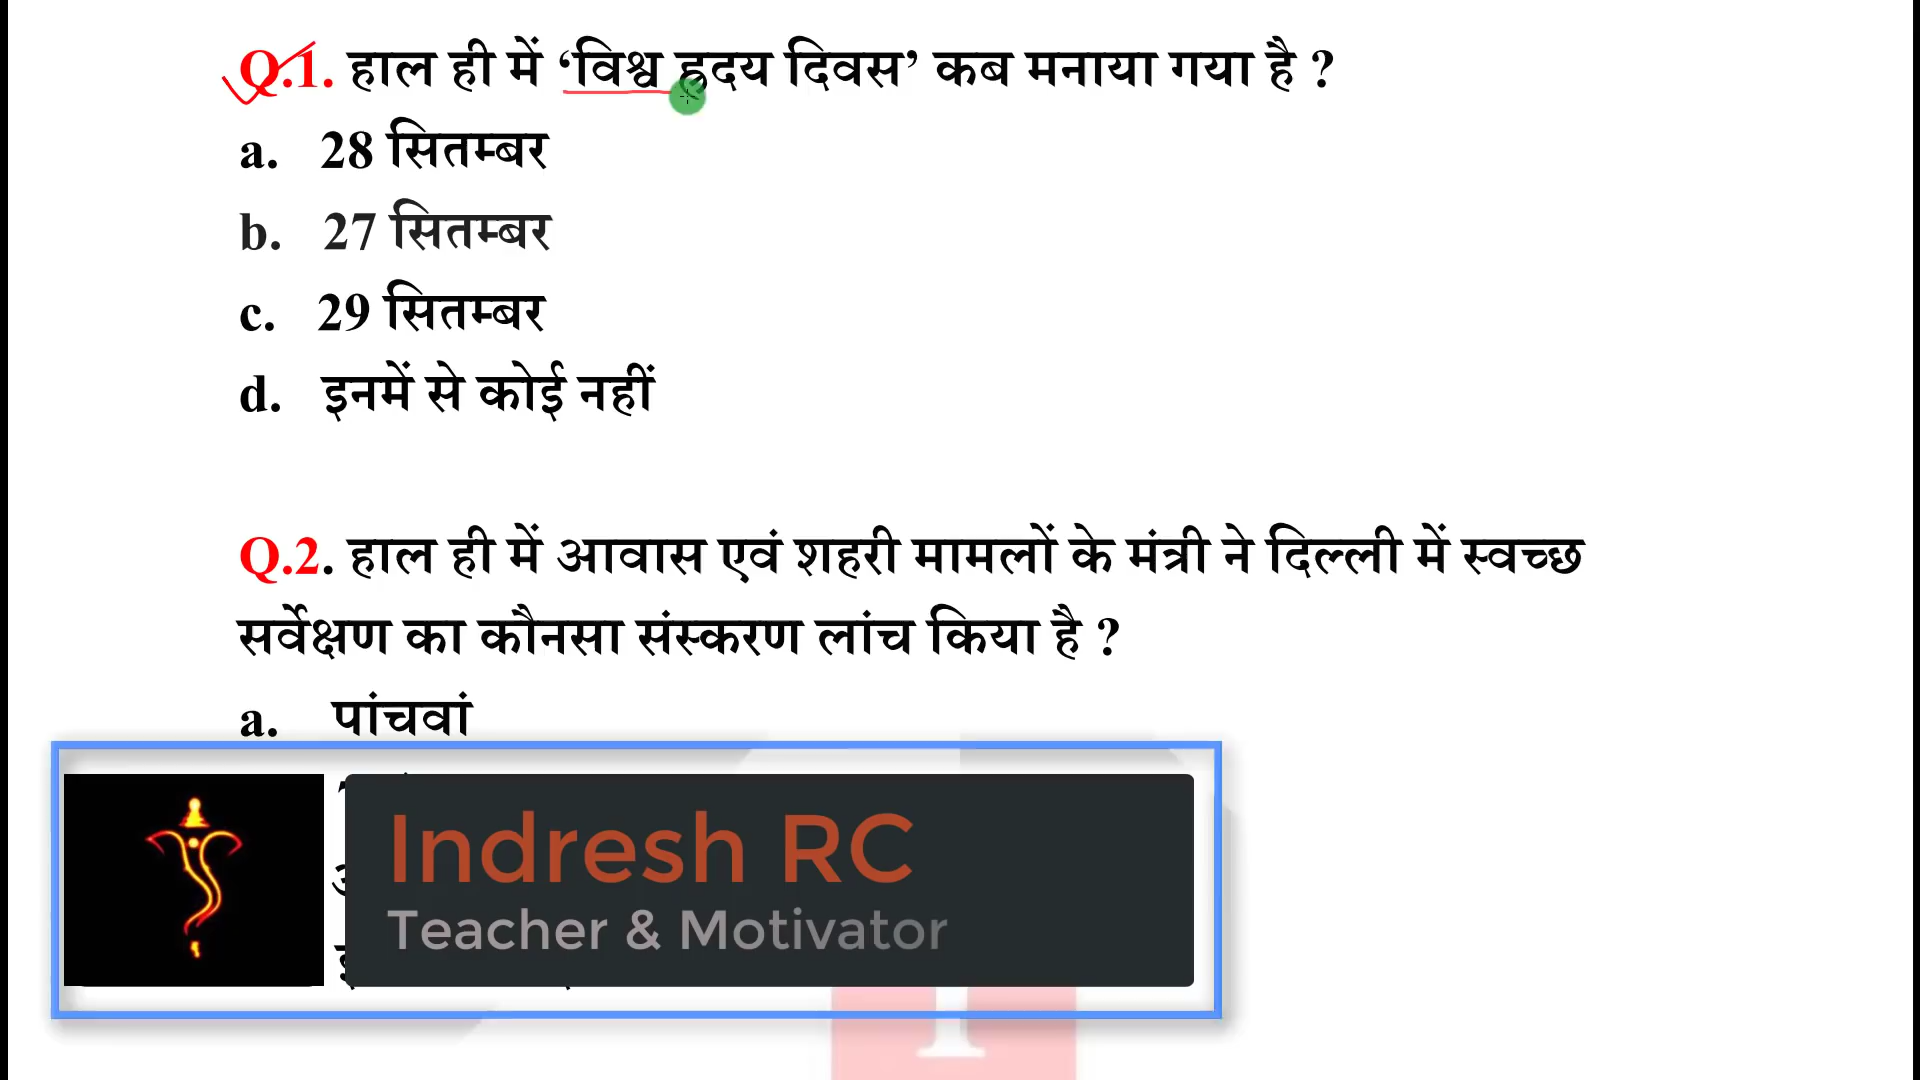 Q.1. हाल ही में ‘विश्व हृदय दिवस’ कब मनाया गया है ?
a. 28 सितम्बर
b. 27 सितम्बर
c. 29 सितम्बर
d. इनमें से कोई नहीं
Q.2. हाल ही में आवास एवं शहरी मामलों के मंत्री ने दिल्ली में स्वच्छ
सर्वेक्षण का कौनसा संस्करण लांच किया है ?
a. पांचवां
Indresh RC
Teacher & Motivator